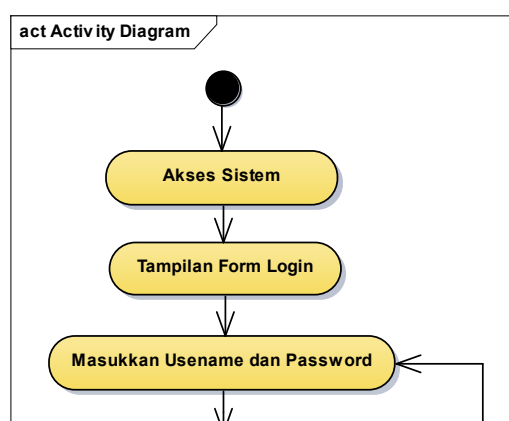 act Activity Diagram
Akses Sistem
Tampilan Form Login
Masukkan Usename dan Password